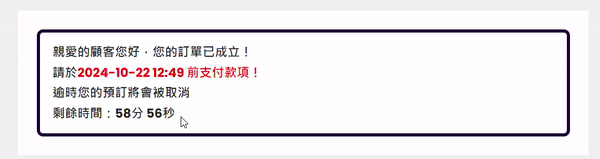 親愛的顧客您好，您的訂單已成立！
請於2024-10-22 12:49 前支付款項！
逾時您的預訂將會被取消
剩餘時間：58分 56秒